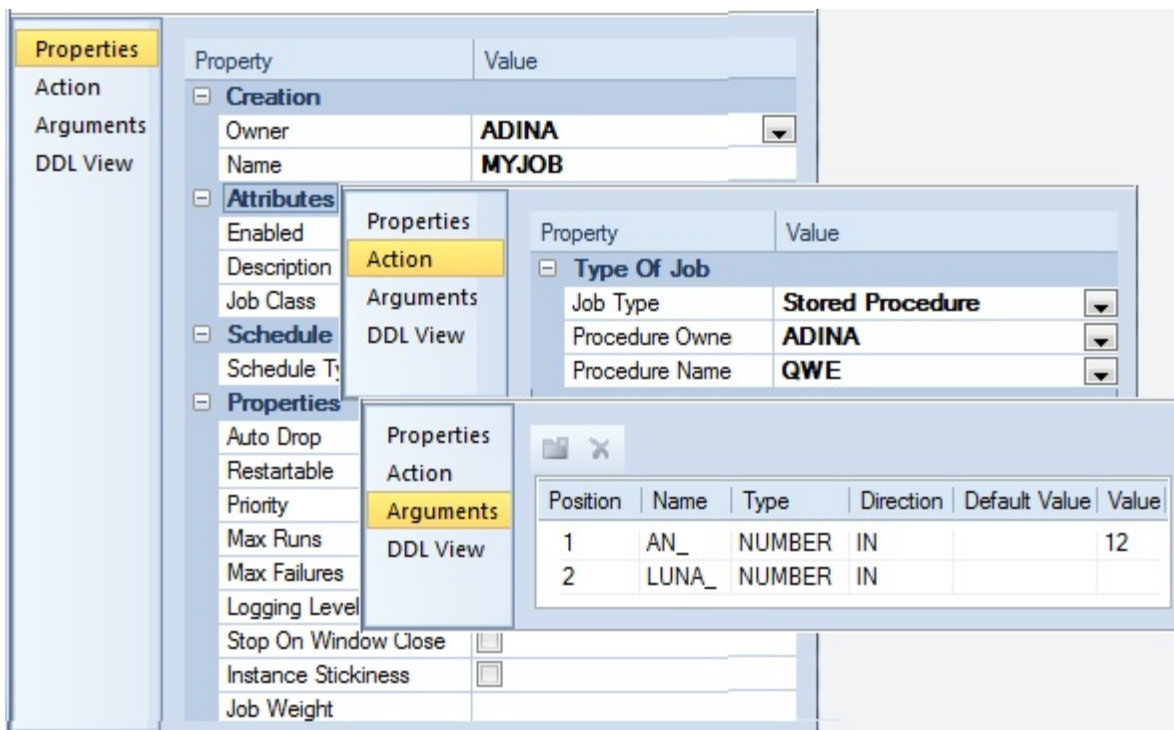 Properties
Action
Arguments
DDL View
Property Value
Creation
Owner ADINA
Name MYJOB
Attributes
Enabled
Description
Job Class
Schedule
Schedule Ty
Properties
Auto Drop
Restartable
Priority
Max Runs
Max Failures
Logging Level
Stop On Window Close
Instance Stickiness
Job Weight
Properties
Action
Arguments
DDL View
Property Value
Type Of Job
Job Type Stored Procedure
Procedure Owne ADINA
Procedure Name QWE
Properties
Action
Arguments
DDL View
Position Name Type Direction Default Value Value
1 AN_ NUMBER IN 12
2 LUNA_ NUMBER IN